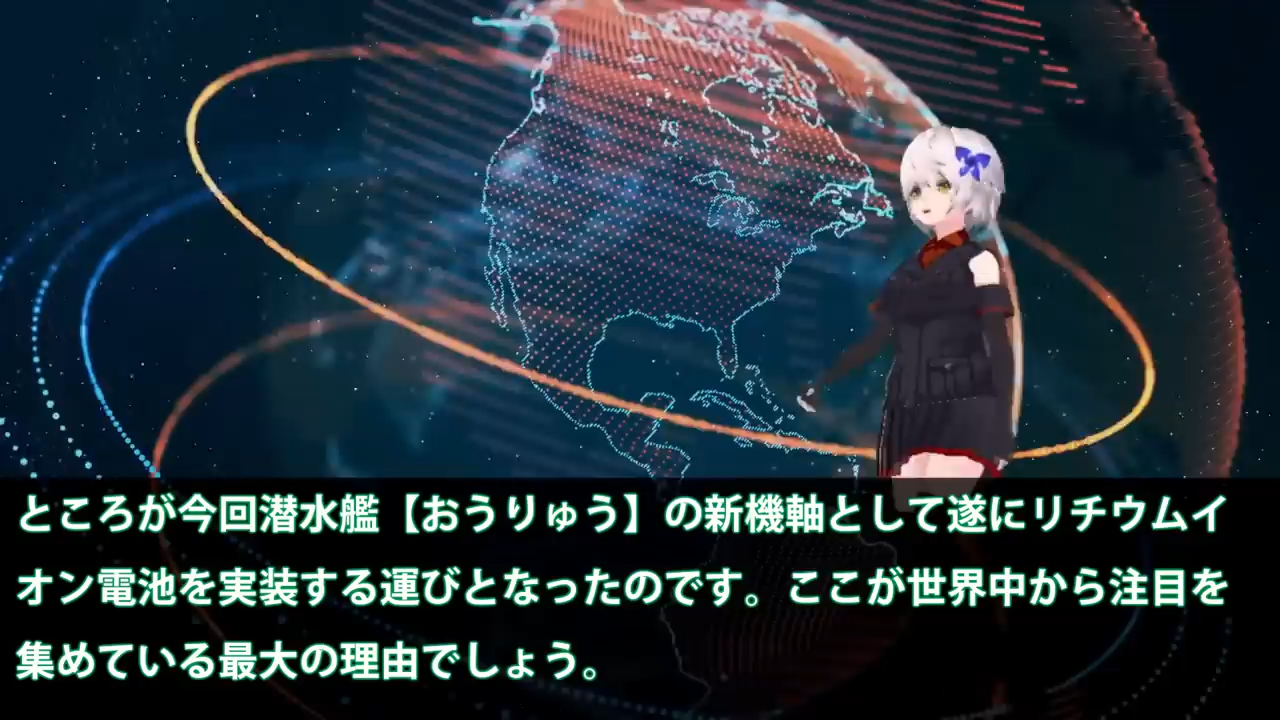 ところが今回潜水艦【おうりゅう】の新機軸として遂にリチウムイ
オン電池を実装する運びとなったのです。ここが世界中から注目を
集めている最大の理由でしょう。